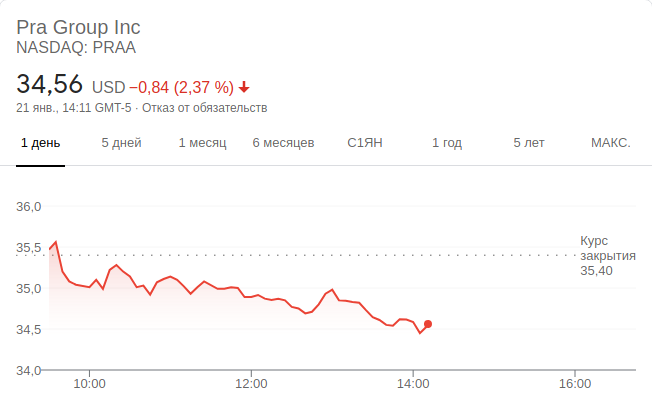 Pra Group Inc
NASDAQ: PRAA
34,56 USD −0,84 (2,37 %)
21 янв., 14:11 GMT-5 · Отказ от обязательств
1 день 5 дней 1 месяц 6 месяцев С1ЯН 1 год 5 лет МАКС.
36,0
35,5
35,0
34,5
34,0
Курс
закрытия
35,40
10:00 12:00 14:00 16:00